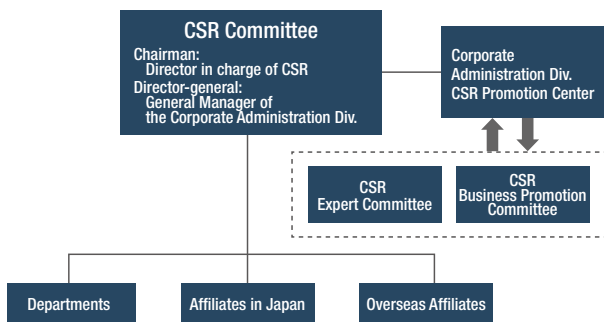 CSR Committee
Chairman:
Director in charge of CSR
Director-general:
General Manager of
the Corporate Administration Div.
Corporate
Administration Div.
CSR Promotion Center
CSR
Expert Committee
CSR
Business Promotion
Committee
Departments
Affiliates in Japan
Overseas Affiliates